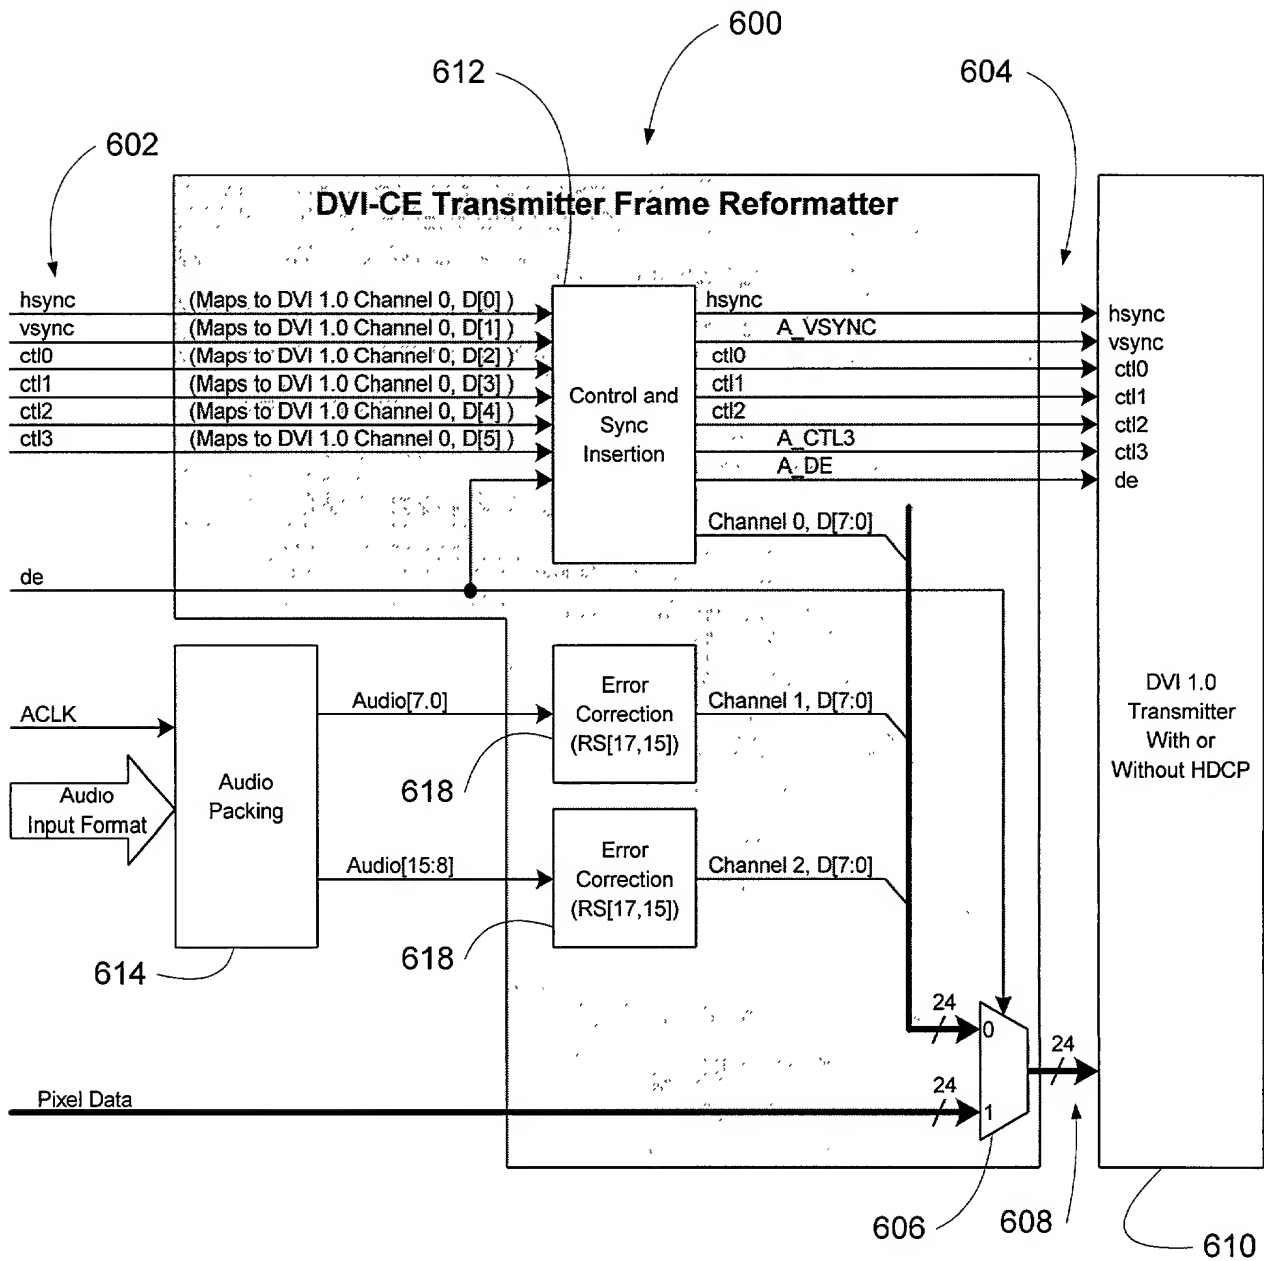 600
612
604
602
DVI-CE Transmitter Frame Reformatter
hsync
(Maps to DVI 1.0 Channel 0, D[0] )
hsync
hsync
vsync
(Maps to DVI 1.0 Channel 0, D[1] )
A_VSYNC
vsync
ctl0
(Maps to DVI 1.0 Channel 0, D[2] )
ctl0
ctl0
ctl1
(Maps to DVI 1.0 Channel 0, D[3] )
ctl1
ctl1
ctl2
(Maps to DVI 1.0 Channel 0, D[4] )
ctl2
ctl2
ctl3
(Maps to DVI 1.0 Channel 0, D[5] )
A_CTL3
ctl3
A_DE
de
Control and
Sync
Insertion
Channel 0, D[7:0]
de
ACLK
Audio
Input Format
Audio
Packing
Audio[7.0]
Error
Correction
(RS[17,15])
Channel 1, D[7:0]
618
Audio[15:8]
Error
Correction
(RS[17,15])
Channel 2, D[7:0]
618
614
DVI 1.0
Transmitter
With or
Without HDCP
24
0
24
Pixel Data
24
1
606
608
610